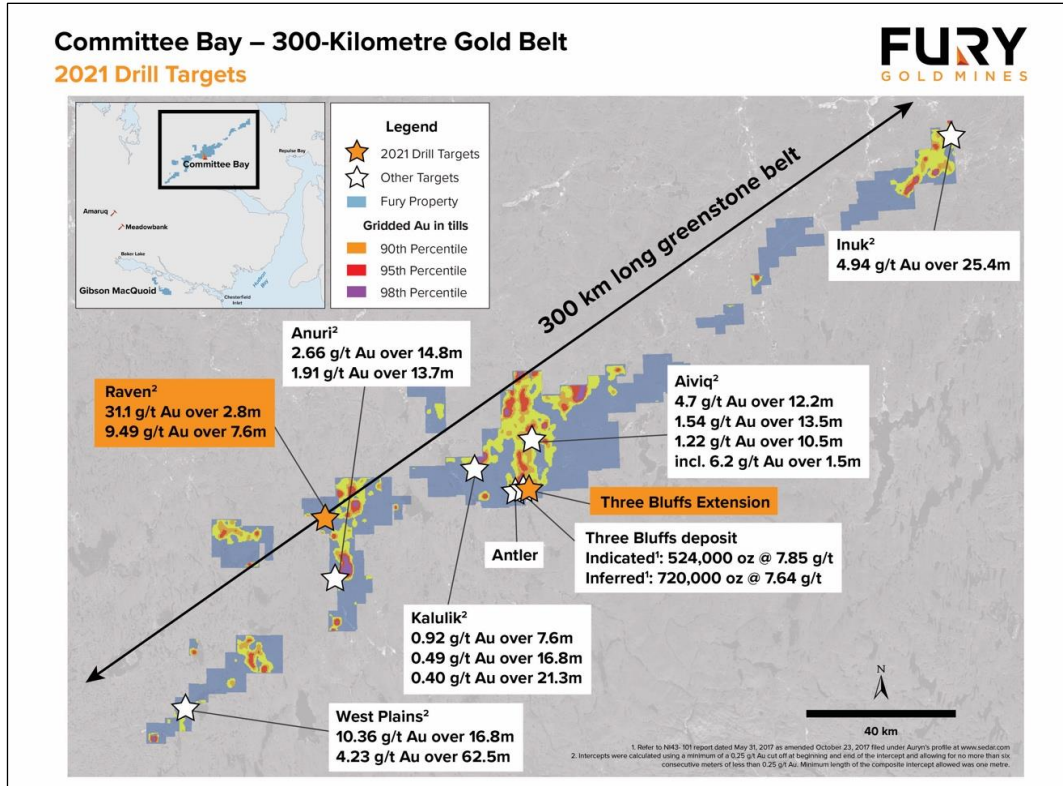 Committee Bay – 300-Kilometre Gold Belt
2021 Drill Targets
FURY
GOLD MINES
Committee Bay
Repulse Bay
Amaruq
Meadowbank
Baker Lake
Gibson MacQuoid
Chesterfield
Inlet
Hudson
Bay
Legend
2021 Drill Targets
Other Targets
Fury Property
Gridded Au in tills
90th Percentile
95th Percentile
98th Percentile
300 km long greenstone belt
Inuk²
4.94 g/t Au over 25.4m
Anuri²
2.66 g/t Au over 14.8m
1.91 g/t Au over 13.7m
Raven²
31.1 g/t Au over 2.8m
9.49 g/t Au over 7.6m
Aiviq²
4.7 g/t Au over 12.2m
1.54 g/t Au over 13.5m
1.22 g/t Au over 10.5m
incl. 6.2 g/t Au over 1.5m
Three Bluffs Extension
Three Bluffs deposit
Indicated¹: 524,000 oz @ 7.85 g/t
Inferred¹: 720,000 oz @ 7.64 g/t
Antler
Kalulik²
0.92 g/t Au over 7.6m
0.49 g/t Au over 16.8m
0.40 g/t Au over 21.3m
West Plains²
10.36 g/t Au over 16.8m
4.23 g/t Au over 62.5m
N
40 km
1. Refer to NI43- 101 report dated May 31, 2017 as amended October 23, 2017 filed under Auryn's profile at www.sedar.com
2. Intercepts were calculated using a minimum of a 0.25 g/t Au cut off at beginning and end of the intercept and allowing for no more than six
consecutive meters of less than 0.25 g/t Au. Minimum length of the composite intercept allowed was one metre.